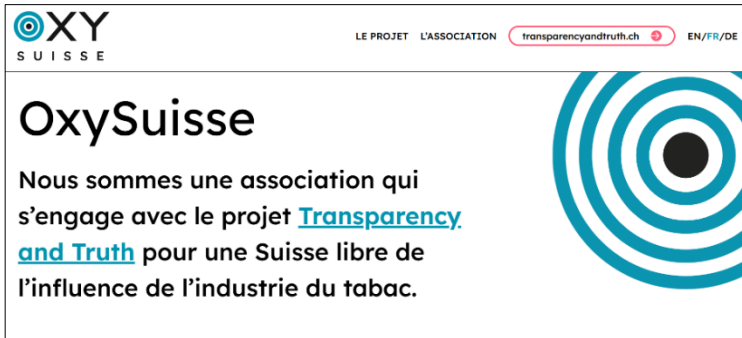 OXY
SUISSE
LE PROJET L'ASSOCIATION transparencyandtruth.ch EN/FR/DE
OxySuisse
Nous sommes une association qui
s'engage avec le projet Transparency
and Truth pour une Suisse libre de
l'influence de l'industrie du tabac.